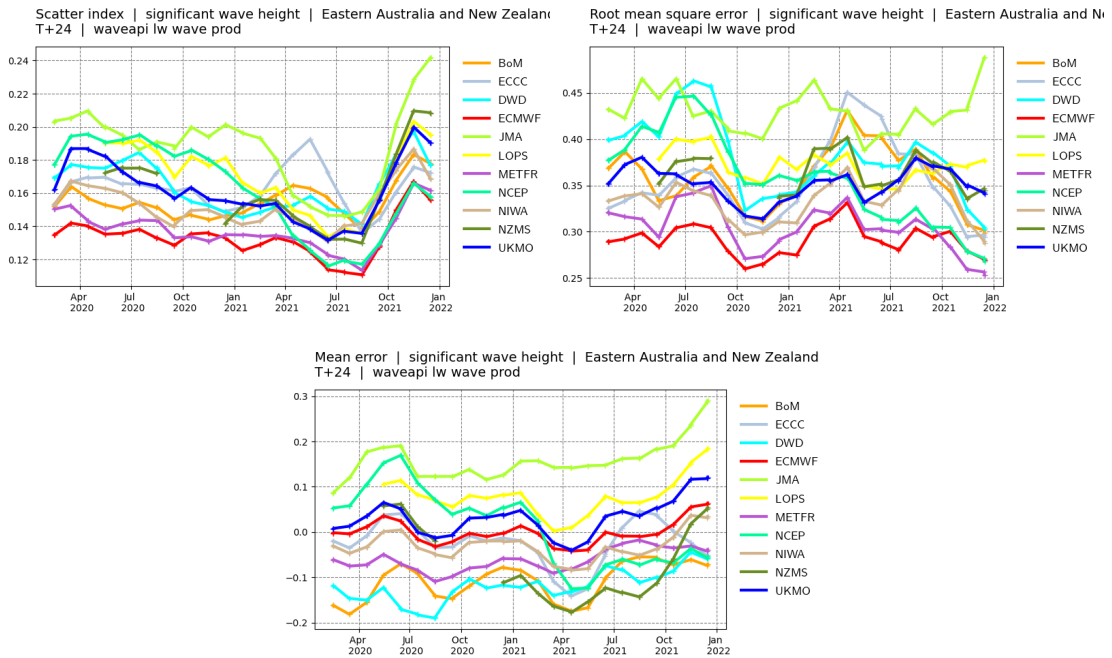 Scatter index | significant wave height | Eastern Australia and New Zealand
T+24 | waveapi lw wave prod
0.24
0.22
0.20
0.18
0.16
0.14
0.12
Apr 2020
Jul 2020
Oct 2020
Jan 2021
Apr 2021
Jul 2021
Oct 2021
Jan 2022
BoM
ECCC
DWD
ECMWF
JMA
LOPS
METFR
NCEP
NIWA
NZMS
UKMO
Root mean square error | significant wave height | Eastern Australia and Ne
T+24 | waveapi lw wave prod
0.45
0.40
0.35
0.30
0.25
Apr 2020
Jul 2020
Oct 2020
Jan 2021
Apr 2021
Jul 2021
Oct 2021
Jan 2022
BoM
ECCC
DWD
ECMWF
JMA
LOPS
METFR
NCEP
NIWA
NZMS
UKMO
Mean error | significant wave height | Eastern Australia and New Zealand
T+24 | waveapi lw wave prod
0.3
0.2
0.1
0.0
−0.1
−0.2
Apr 2020
Jul 2020
Oct 2020
Jan 2021
Apr 2021
Jul 2021
Oct 2021
Jan 2022
BoM
ECCC
DWD
ECMWF
JMA
LOPS
METFR
NCEP
NIWA
NZMS
UKMO